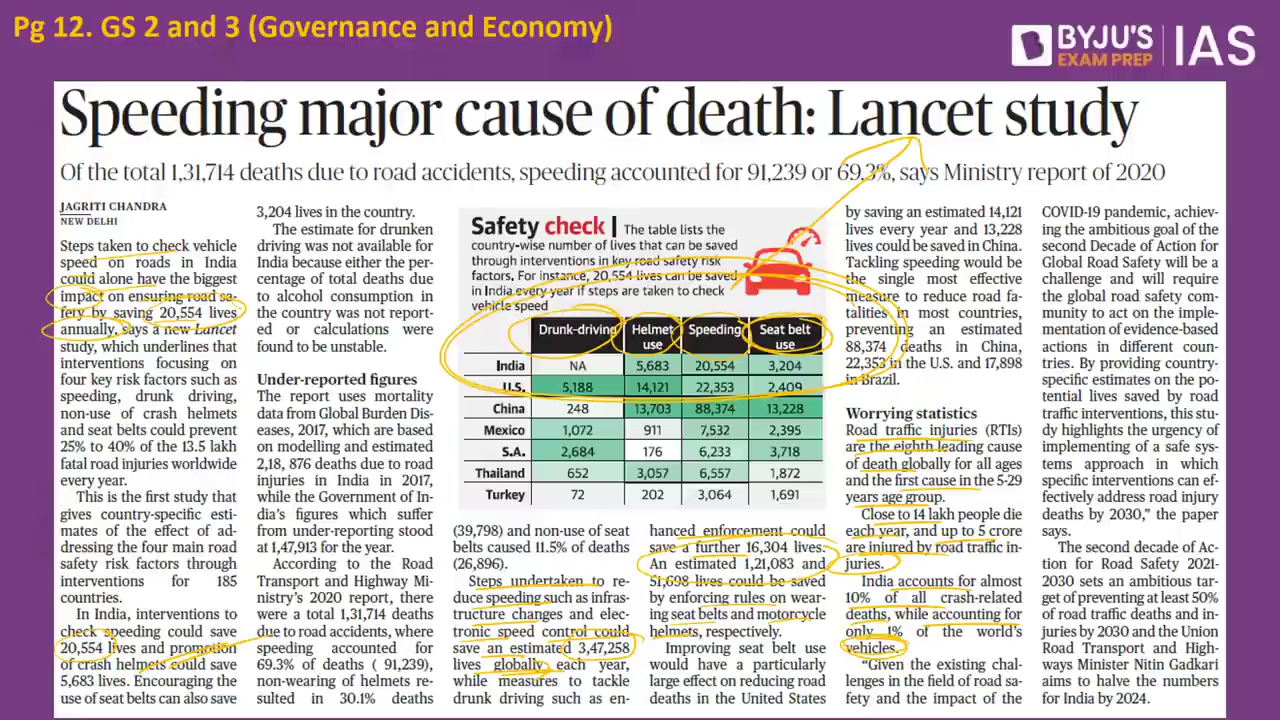 Pg 12. GS 2 and 3 (Governance and Economy)
BYJU'S
EXAM PREP
IAS
Speeding major cause of death: Lancet study
Of the total 1,31,714 deaths due to road accidents, speeding accounted for 91,239 or 69.3%, says Ministry report of 2020
JAGRITI CHANDRA
NEW DELHI
Steps taken to check vehicle
speed on roads in India
could alone have the biggest
impact on ensuring road sa-
fety by saving 20,554 lives
annually, says a new Lancet
study, which underlines that
interventions focusing on
four key risk factors such as
speeding, drunk driving,
non-use of crash helmets
and seat belts could prevent
25% to 40% of the 13.5 lakh
fatal road injuries worldwide
every year.
This is the first study that
gives country-specific esti-
mates of the effect of ad-
dressing the four main road
safety risk factors through
interventions for 185
countries.
In India, interventions to
check speeding could save
20,554 lives and promotion
of crash helmets could save
5,683 lives. Encouraging the
use of seat belts can also save
3,204 lives in the country.
The estimate for drunken
driving was not available for
India because either the per-
centage of total deaths due
to alcohol consumption in
the country was not report-
ed or calculations were
found to be unstable.
Under-reported figures
The report uses mortality
data from Global Burden Dis-
eases, 2017, which are based
on modelling and estimated
2,18, 876 deaths due to road
injuries in India in 2017,
while the Government of In-
dia's figures which suffer
from under-reporting stood
at 1,47,913 for the year.
According to the Road
Transport and Highway Mi-
nistry's 2020 report, there
were a total 1,31,714 deaths
due to road accidents, where
speeding accounted for
69.3% of deaths ( 91,239),
non-wearing of helmets re-
sulted in 30.1% deaths
Safety check | The table lists the
country-wise number of lives that can be saved
through interventions in key road safety risk
factors. For instance, 20,554 lives can be saved
in India every year if steps are taken to check
vehicle speed
Drunk-driving Helmet use Speeding Seat belt use
India NA 5,683 20,554 3,204
U.S. 5,188 14,121 22,353 2,409
China 248 13,703 88,374 13,228
Mexico 1,072 911 7,532 2,395
S.A. 2,684 176 6,233 3,718
Thailand 652 3,057 6,557 1,872
Turkey 72 202 3,064 1,691
(39,798) and non-use of seat
belts caused 11.5% of deaths
(26,896).
Steps undertaken to re-
duce speeding such as infras-
tructure changes and elec-
tronic speed control could
save an estimated 3,47,258
lives globally each year,
while measures to tackle
drunk driving such as en-
hanced enforcement could
save a further 16,304 lives.
An estimated 1,21,083 and
51,698 lives could be saved
by enforcing rules on wear-
ing seat belts and motorcycle
helmets, respectively.
Improving seat belt use
would have a particularly
large effect on reducing road
deaths in the United States
by saving an estimated 14,121
lives every year and 13,228
lives could be saved in China.
Tackling speeding would be
the single most effective
measure to reduce road fa-
talities in most countries,
preventing an estimated
88,374 deaths in China,
22,353 in the U.S. and 17,898
in Brazil.
Worrying statistics
Road traffic injuries (RTIs)
are the eighth leading cause
of death globally for all ages
and the first cause in the 5-29
years age group.
Close to 14 lakh people die
each year, and up to 5 crore
are injured by road traffic in-
juries.
India accounts for almost
10% of all crash-related
deaths, while accounting for
only 1% of the world's
vehicles.
"Given the existing chal-
lenges in the field of road sa-
fety and the impact of the
COVID-19 pandemic, achiev-
ing the ambitious goal of the
second Decade of Action for
Global Road Safety will be a
challenge and will require
the global road safety com-
munity to act on the imple-
mentation of evidence-based
actions in different coun-
tries. By providing country-
specific estimates on the po-
tential lives saved by road
traffic interventions, this stu-
dy highlights the urgency of
implementing of a safe sys-
tems approach in which
specific interventions can ef-
fectively address road injury
deaths by 2030," the paper
says.
The second decade of Ac-
tion for Road Safety 2021-
2030 sets an ambitious tar-
get of preventing at least 50%
of road traffic deaths and in-
juries by 2030 and the Union
Road Transport and High-
ways Minister Nitin Gadkari
aims to halve the numbers
for India by 2024.